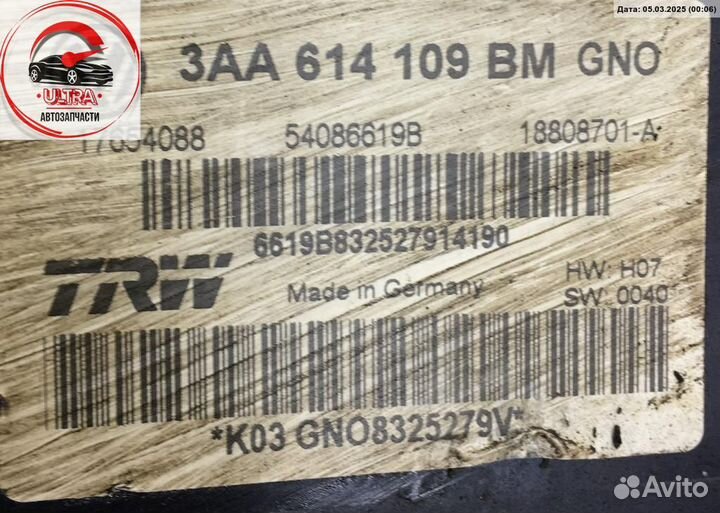 Дата: 05.03.2025 (00:06)
3AA 614 109 BM GNO
ULTRA
АВТОЗАПЧАСТИ
17654088 54086619B 18808701-A
6619B832527914190
TRW
Made in Germany
HW: H07
SW: 0040
*K03 GNO8325279V*
Avito